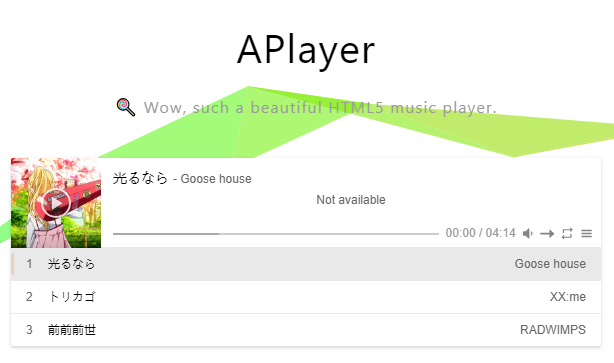 APlayer
Wow, such a beautiful HTML5 music player.
光るなら - Goose house
Not available
00:00 / 04:14
1 光るなら Goose house
2 トリカゴ XX:me
3 前前前世 RADWIMPS